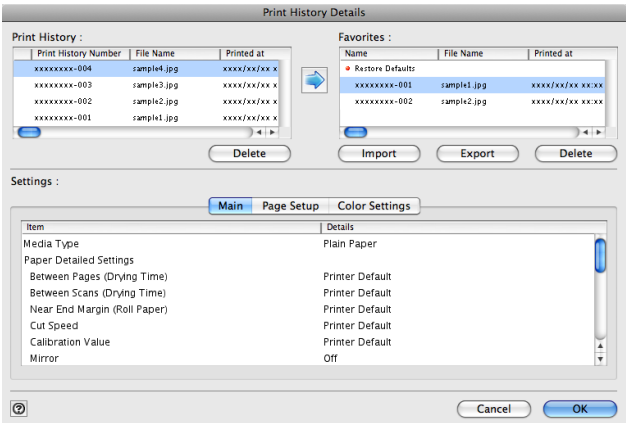 Print History Details
Print History :
Print History Number File Name Printed at
xxxxxxxx-004 sample4.jpg xxxx/xx/xx x
xxxxxxxx-003 sample3.jpg xxxx/xx/xx x
xxxxxxxx-002 sample2.jpg xxxx/xx/xx x
xxxxxxxx-001 sample1.jpg xxxx/xx/xx x
Delete
Favorites :
Name File Name Printed at
Restore Defaults
xxxxxxxx-001 sample1.jpg xxxx/xx/xx xx:xx
xxxxxxxx-002 sample2.jpg xxxx/xx/xx xx:xx
Import Export Delete
Settings :
Main Page Setup Color Settings
Item Details
Media Type Plain Paper
Paper Detailed Settings
Between Pages (Drying Time) Printer Default
Between Scans (Drying Time) Printer Default
Near End Margin (Roll Paper) Printer Default
Cut Speed Printer Default
Calibration Value Printer Default
Mirror Off
? Cancel OK